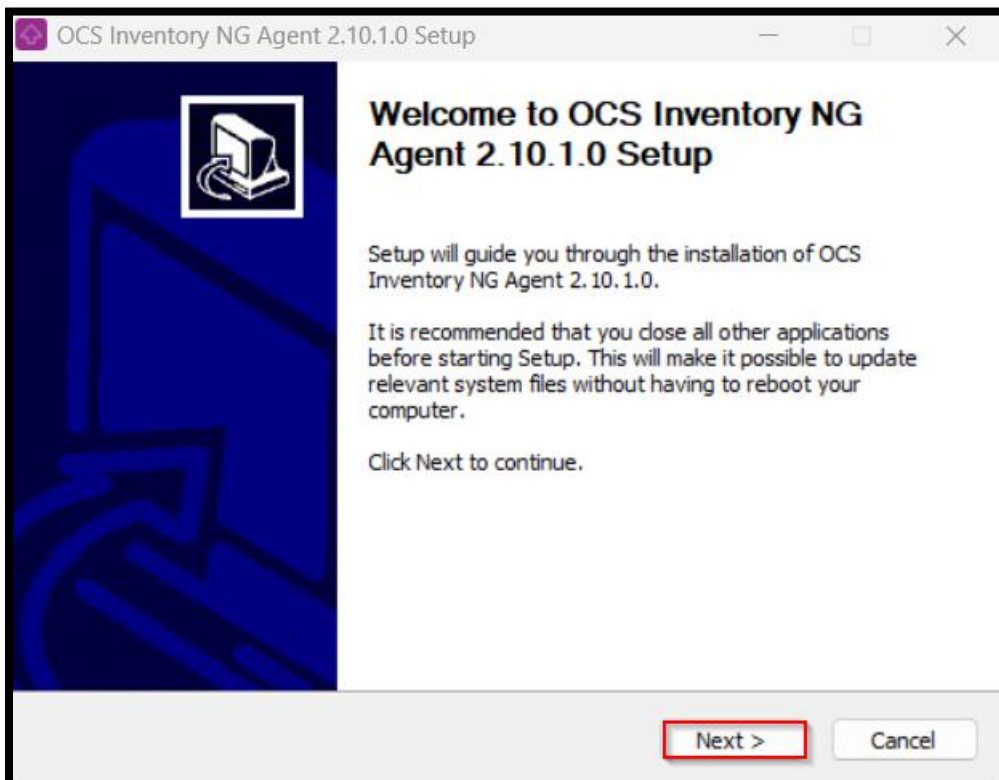 OCS Inventory NG Agent 2.10.1.0 Setup
Welcome to OCS Inventory NG
Agent 2.10.1.0 Setup
Setup will guide you through the installation of OCS
Inventory NG Agent 2.10.1.0.
It is recommended that you close all other applications
before starting Setup. This will make it possible to update
relevant system files without having to reboot your
computer.
Click Next to continue.
Next >
Cancel